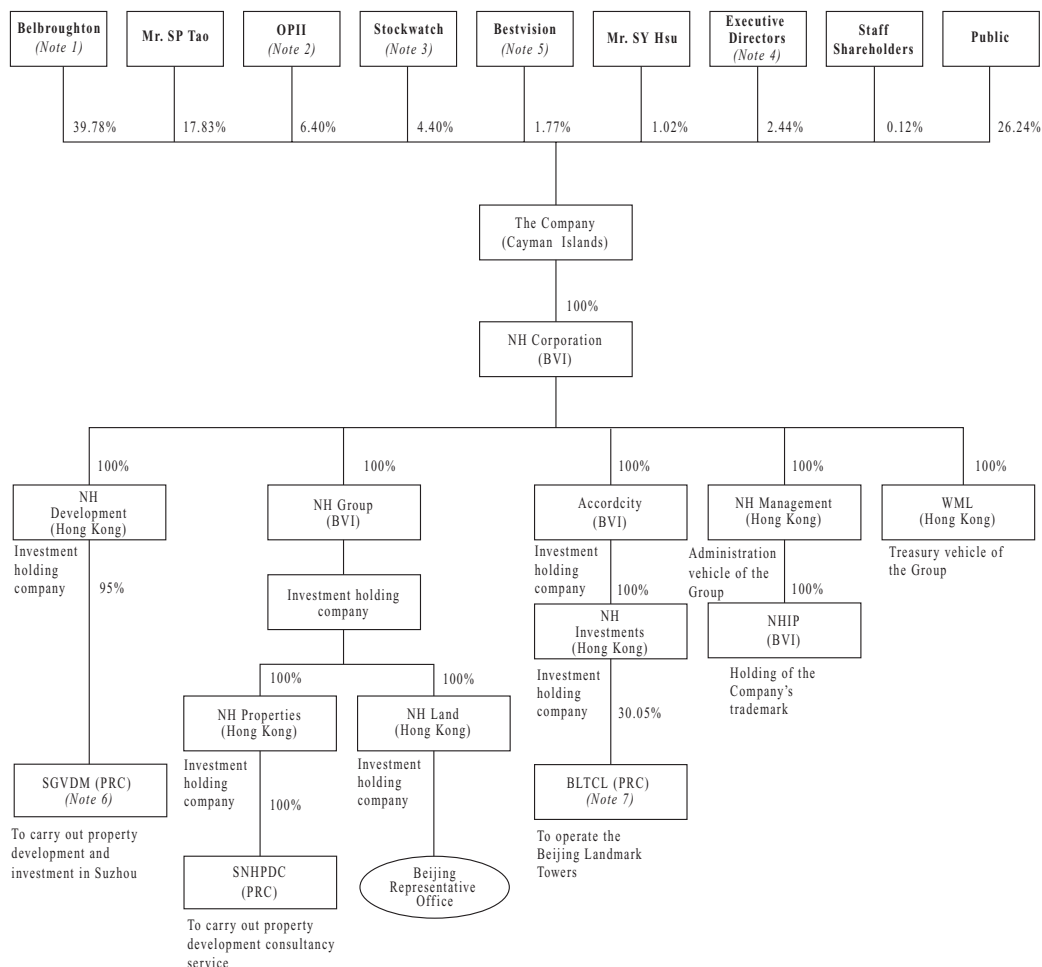 Belbroughton
(Note 1)
Mr. SP Tao
OPII
(Note 2)
Stockwatch
(Note 3)
Bestvision
(Note 5)
Mr. SY Hsu
Executive
Directors
(Note 4)
Staff
Shareholders
Public
39.78%
17.83%
6.40%
4.40%
1.77%
1.02%
2.44%
0.12%
26.24%
The Company
(Cayman Islands)
100%
NH Corporation
(BVI)
100%
100%
100%
100%
100%
NH
Development
(Hong Kong)
NH Group
(BVI)
Accordcity
(BVI)
NH Management
(Hong Kong)
WML
(Hong Kong)
Investment
holding
company
95%
Investment holding
company
Investment
holding
company
100%
Administration
vehicle of the
Group
100%
Treasury vehicle of
the Group
NH
Investments
(Hong Kong)
NHIP
(BVI)
100%
100%
Investment
holding
company
30.05%
Holding of the
Company's
trademark
NH Properties
(Hong Kong)
NH Land
(Hong Kong)
Investment
holding
company
100%
Investment
holding
company
SGVDM (PRC)
(Note 6)
BLTCL (PRC)
(Note 7)
To carry out property
development and
investment in Suzhou
To operate the
Beijing Landmark
Towers
SNHPDC
(PRC)
Beijing
Representative
Office
To carry out property
development consultancy
service